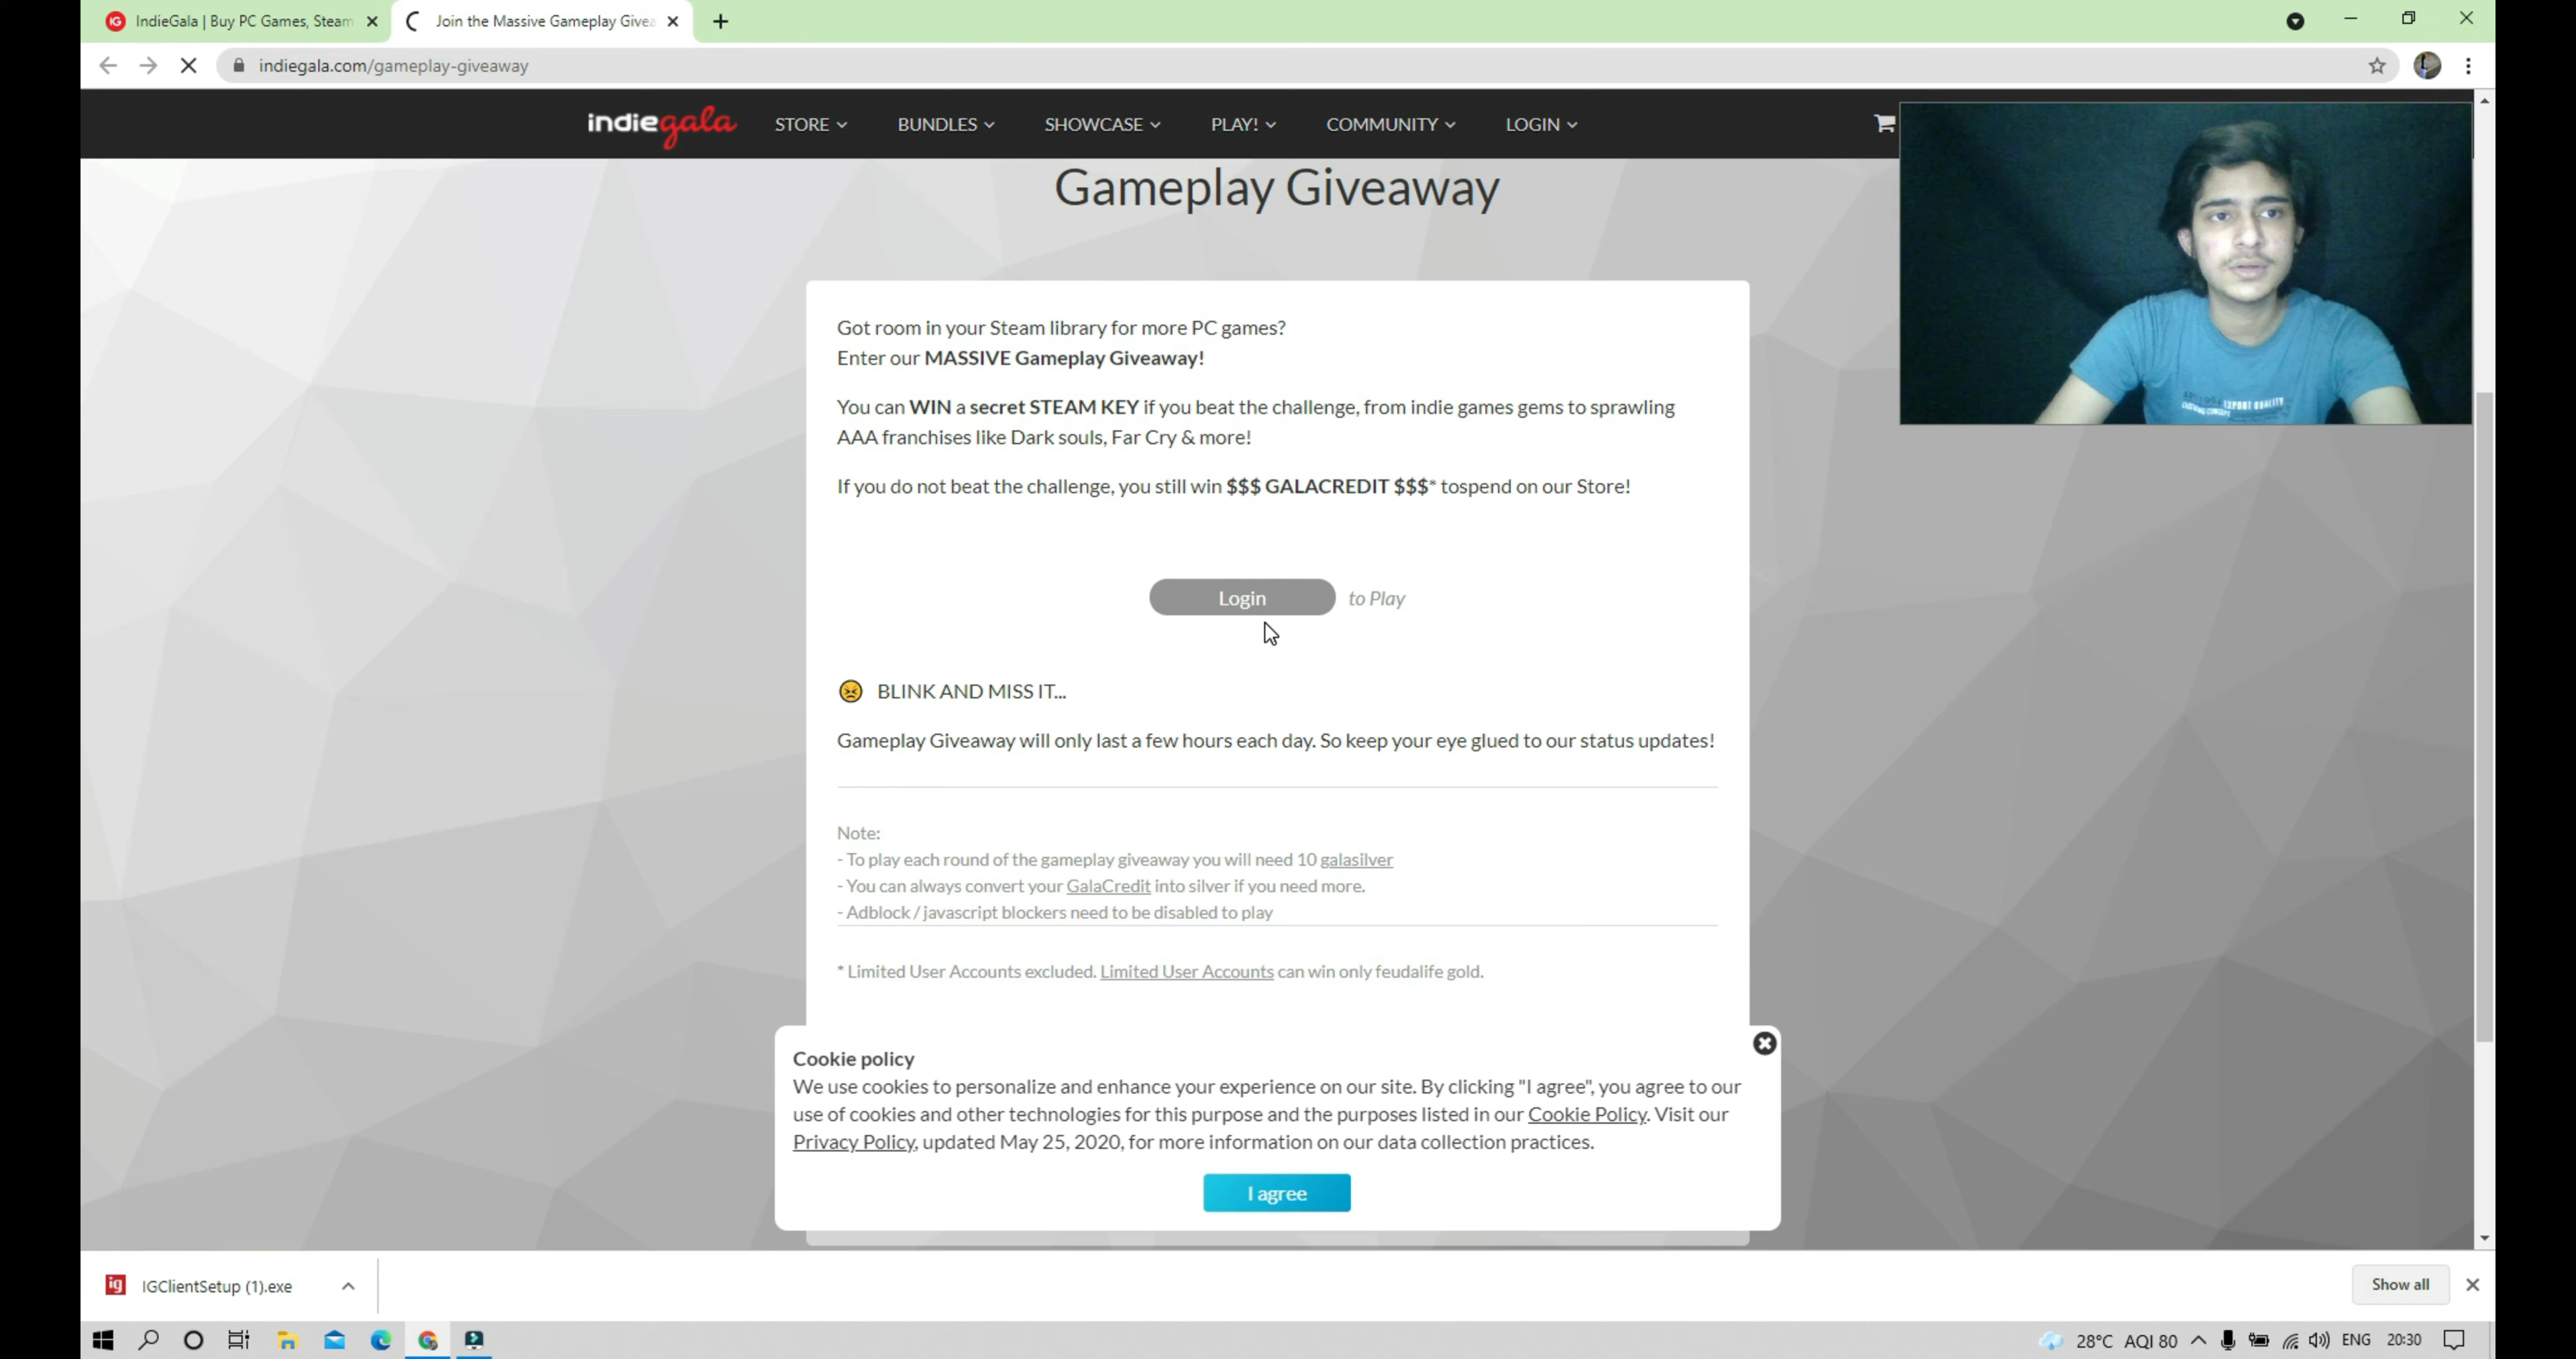 IndieGala | Buy PC Games, Steam
Join the Massive Gameplay Givea
indiegala.com/gameplay-giveaway
indiegala
STORE
BUNDLES
SHOWCASE
PLAY!
COMMUNITY
LOGIN
Gameplay Giveaway
Got room in your Steam library for more PC games?
Enter our MASSIVE Gameplay Giveaway!
You can WIN a secret STEAM KEY if you beat the challenge, from indie games gems to sprawling
AAA franchises like Dark souls, Far Cry & more!
If you do not beat the challenge, you still win $$$ GALACREDIT $$$* tospend on our Store!
EXPORT QUALITY
Login to Play
BLINK AND MISS IT...
Gameplay Giveaway will only last a few hours each day. So keep your eye glued to our status updates!
Note:
- To play each round of the gameplay giveaway you will need 10 galasilver
- You can always convert your GalaCredit into silver if you need more.
- Adblock / javascript blockers need to be disabled to play
* Limited User Accounts excluded. Limited User Accounts can win only feudalife gold.
Cookie policy
We use cookies to personalize and enhance your experience on our site. By clicking "I agree", you agree to our
use of cookies and other technologies for this purpose and the purposes listed in our Cookie Policy. Visit our
Privacy Policy, updated May 25, 2020, for more information on our data collection practices.
I agree
ig
IGClientSetup (1).exe
Show all
28°C AQI 80
ENG
20:30